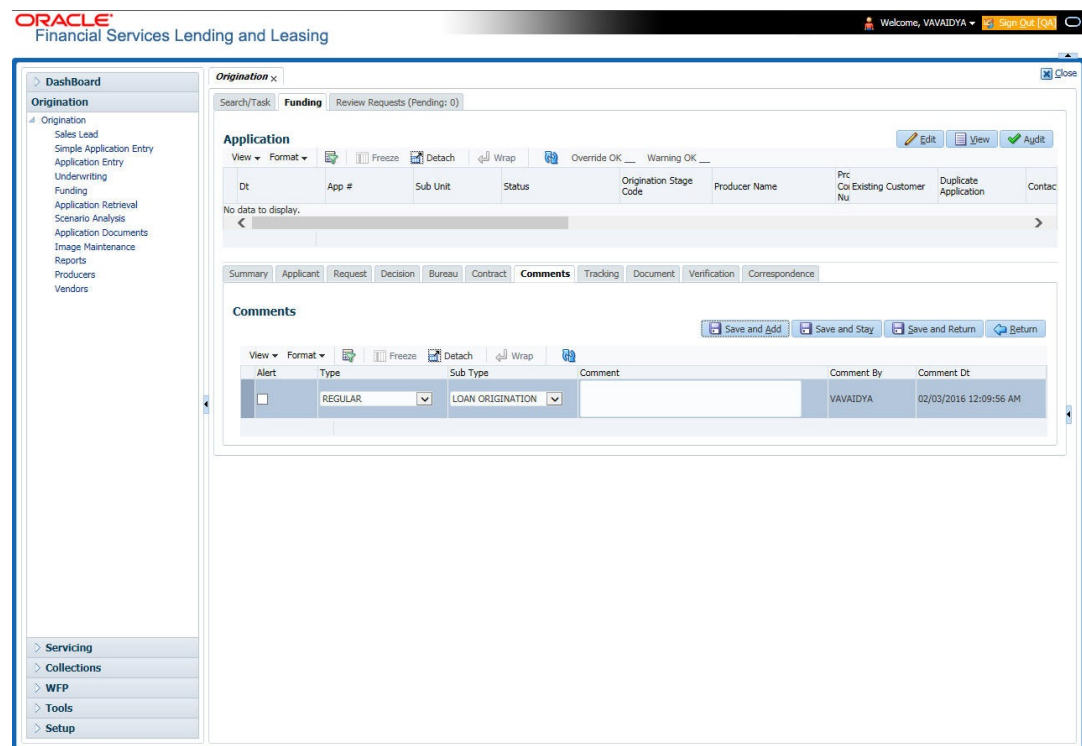 ORACLE
Financial Services Lending and Leasing
Welcome, VAVAIDYA
Sign Out [QA]
DashBoard
Origination
Origination
Sales Lead
Simple Application Entry
Application Entry
Underwriting
Funding
Application Retrieval
Scenario Analysis
Application Documents
Image Maintenance
Reports
Producers
Vendors
Servicing
Collections
WFP
Tools
Setup
Origination
Close
Search/Task Funding Review Requests (Pending: 0)
Application
Edit View Audit
View Format Freeze Detach Wrap Override OK __ Warning OK __
Dt App # Sub Unit Status Origination Stage Code Producer Name Prc Coi Nu Existing Customer Duplicate Application Contac
No data to display.
Summary Applicant Request Decision Bureau Contract Comments Tracking Document Verification Correspondence
Comments
Save and Add Save and Stay Save and Return Return
View Format Freeze Detach Wrap
Alert Type Sub Type Comment Comment By Comment Dt
REGULAR LOAN ORIGINATION VAVAIDYA 02/03/2016 12:09:56 AM